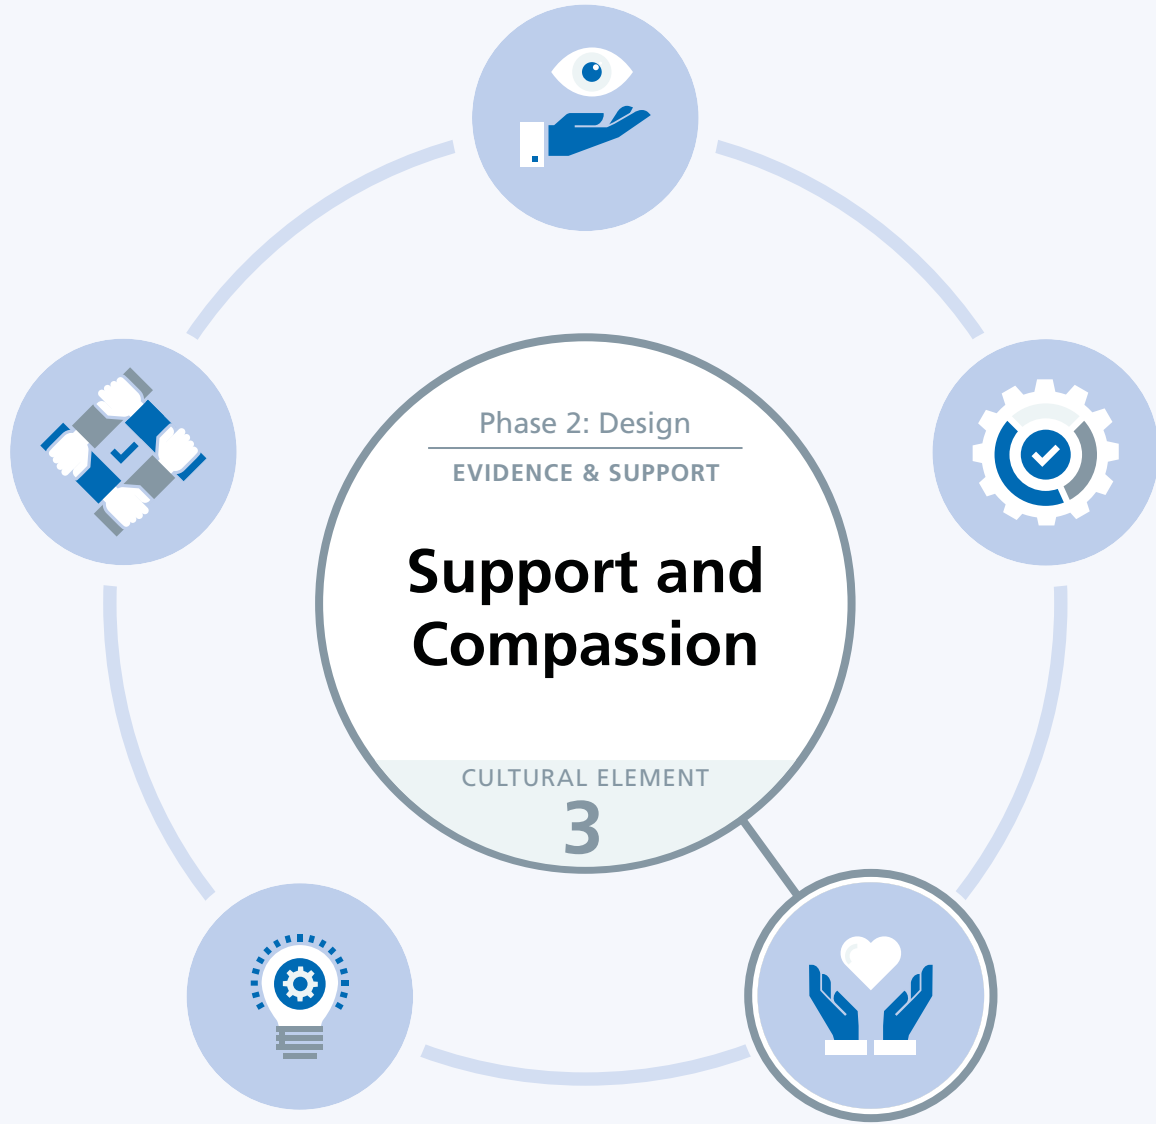 Phase 2: Design
EVIDENCE & SUPPORT
Support and
Compassion
CULTURAL ELEMENT
3